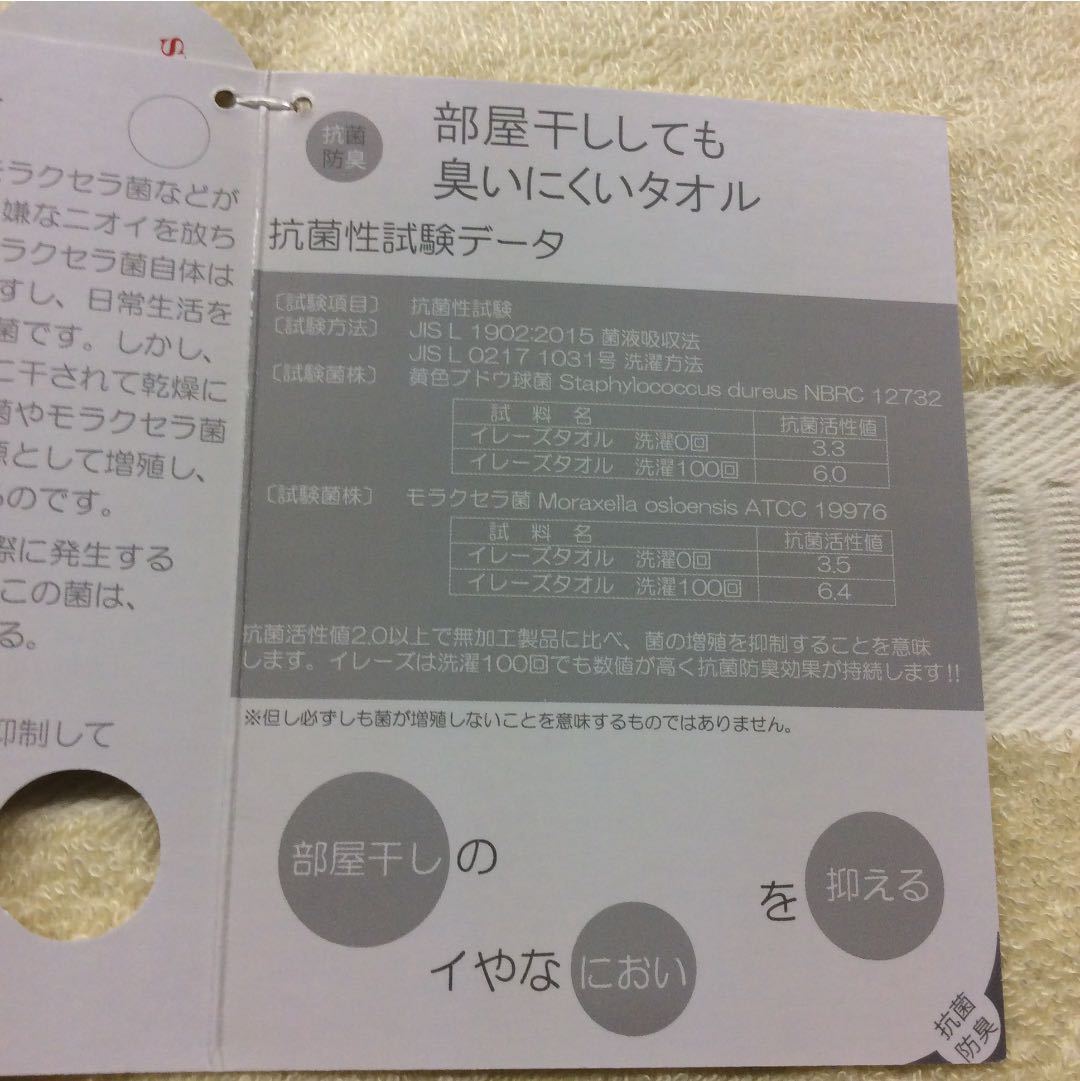 S
モラクセラ菌などが
嫌なニオイを放ち
ラクセラ菌自体は
すし、日常生活を
菌です。しかし、
に干されて乾燥に
菌やモラクセラ菌
源として増殖し、
るのです。
際に発生する
この菌は、
る。
抑制して
抗菌
防臭
部屋干ししても
臭いにくいタオル
抗菌性試験データ
〔試験項目〕 抗菌性試験
〔試験方法〕 JIS L 1902:2015 菌液吸収法
JIS L 0217 1031号 洗濯方法
〔試験菌株〕 黄色ブドウ球菌 Staphylococcus dureus NBRC 12732
試 料 名 抗菌活性値
イレーズタオル 洗濯0回 3.3
イレーズタオル 洗濯100回 6.0
〔試験菌株〕 モラクセラ菌 Moraxella osloensis ATCC 19976
試 料 名 抗菌活性値
イレーズタオル 洗濯0回 3.5
イレーズタオル 洗濯100回 6.4
抗菌活性値2.0以上で無加工製品に比べ、菌の増殖を抑制することを意味
します。イレーズは洗濯100回でも数値が高く抗菌防臭効果が持続します!!
※但し必ずしも菌が増殖しないことを意味するものではありません。
部屋干しの
イやなにおい
を抑える
抗菌
防臭